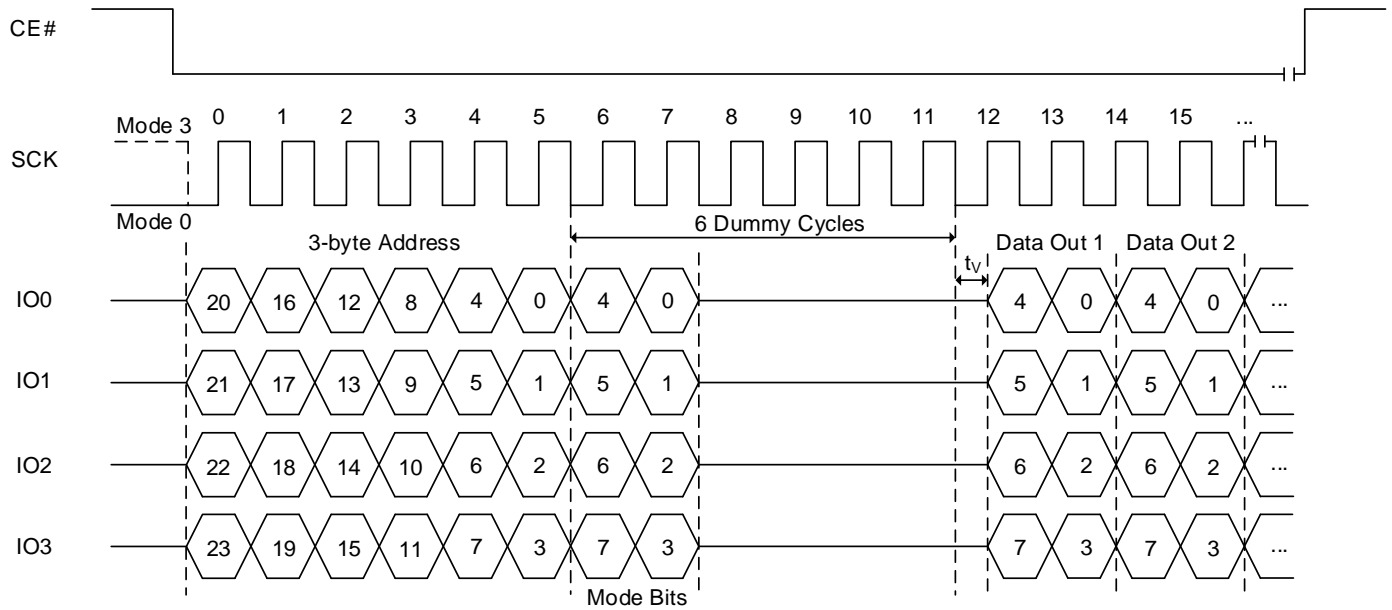 CE#
Mode 3 0 1 2 3 4 5 6 7 8 9 10 11 12 13 14 15 ...
SCK
Mode 0 6 Dummy Cycles
3-byte Address Data Out 1 Data Out 2
tV
IO0 20 16 12 8 4 0 4 0 4 0 4 0 ...
IO1 21 17 13 9 5 1 5 1 5 1 5 1 ...
IO2 22 18 14 10 6 2 6 2 6 2 6 2 ...
IO3 23 19 15 11 7 3 7 3 7 3 7 3 ...
Mode Bits